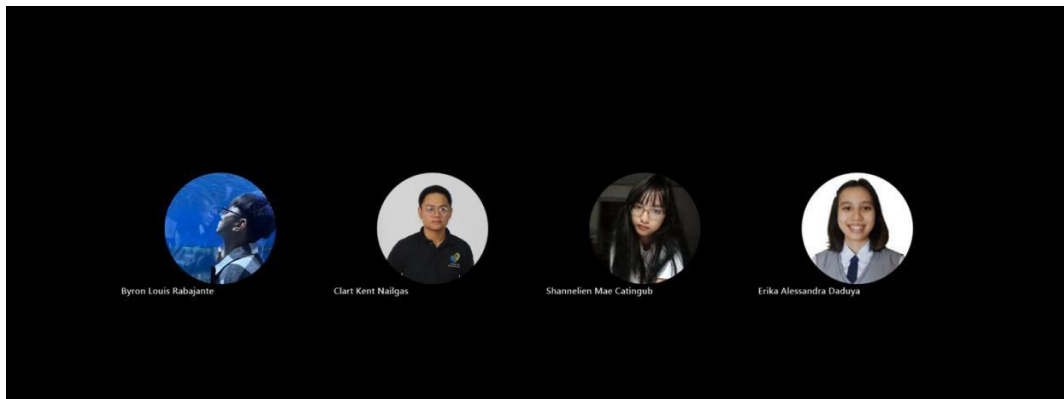 Byron Louis Rabajante
Clart Kent Nailgas
Shannelien Mae Catingub
Erika Alessandra Daduya